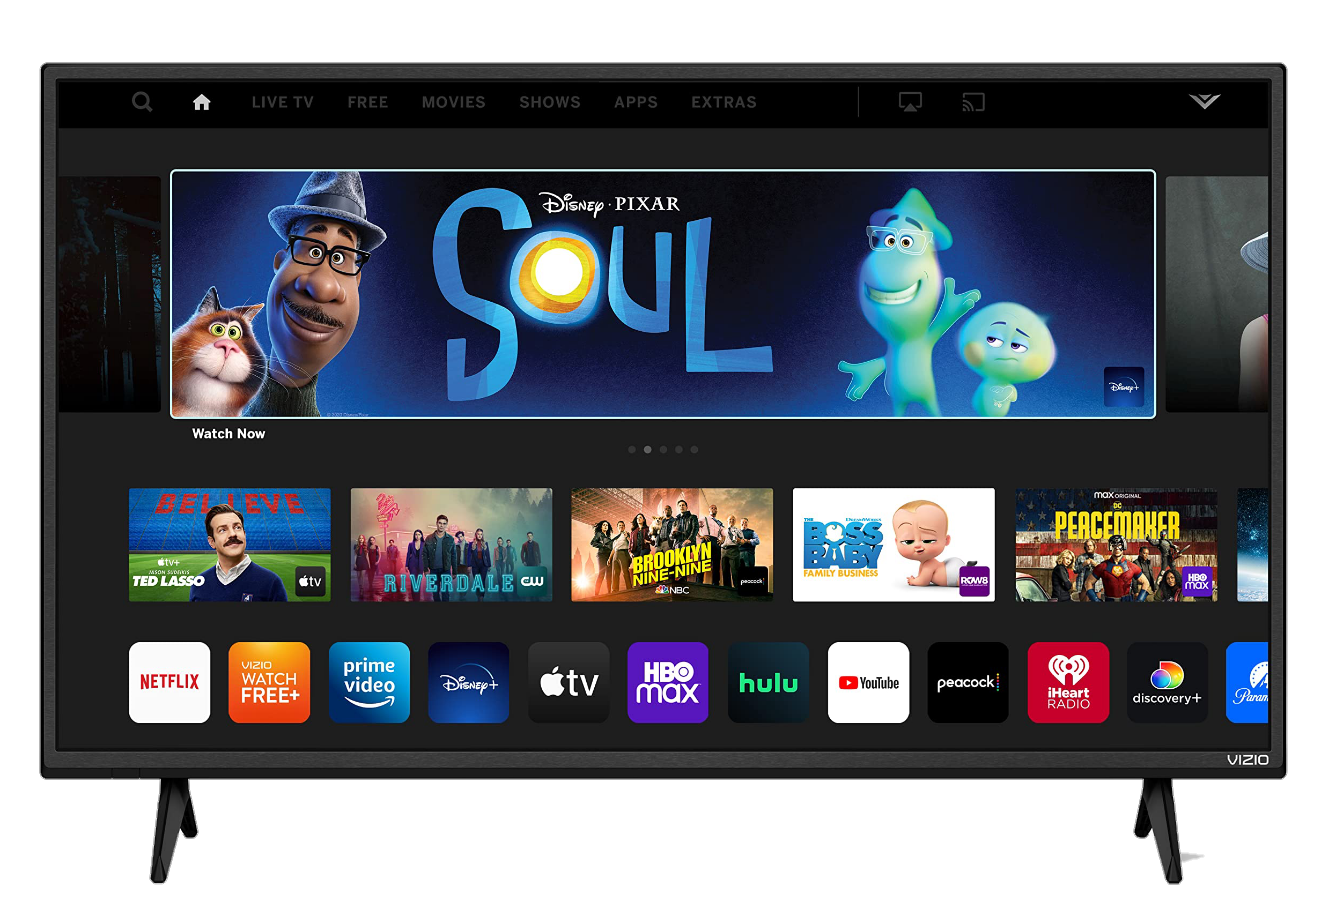 LIVE TV FREE MOVIES SHOWS APPS EXTRAS
Disney · PIXAR
SOUL
Disney+
© 2020 Disney/Pixar
Watch Now
BELIEVE
tv+
JASON SUDEIKIS
TED LASSO
tv
RIVERDALE
CW
BROOKLYN
NINE-NINE
NBC
peacock
THE
DREAMWORKS
BOSS
BABY
FAMILY BUSINESS
ROW8
max ORIGINAL
DC
PEACEMAKER
HBO
max
NETFLIX
VIZIO
WATCH
FREE+
prime
video
Disney+
tv
HBO
max
hulu
YouTube
peacock
iHeart
RADIO
discovery+
Param
VIZIO